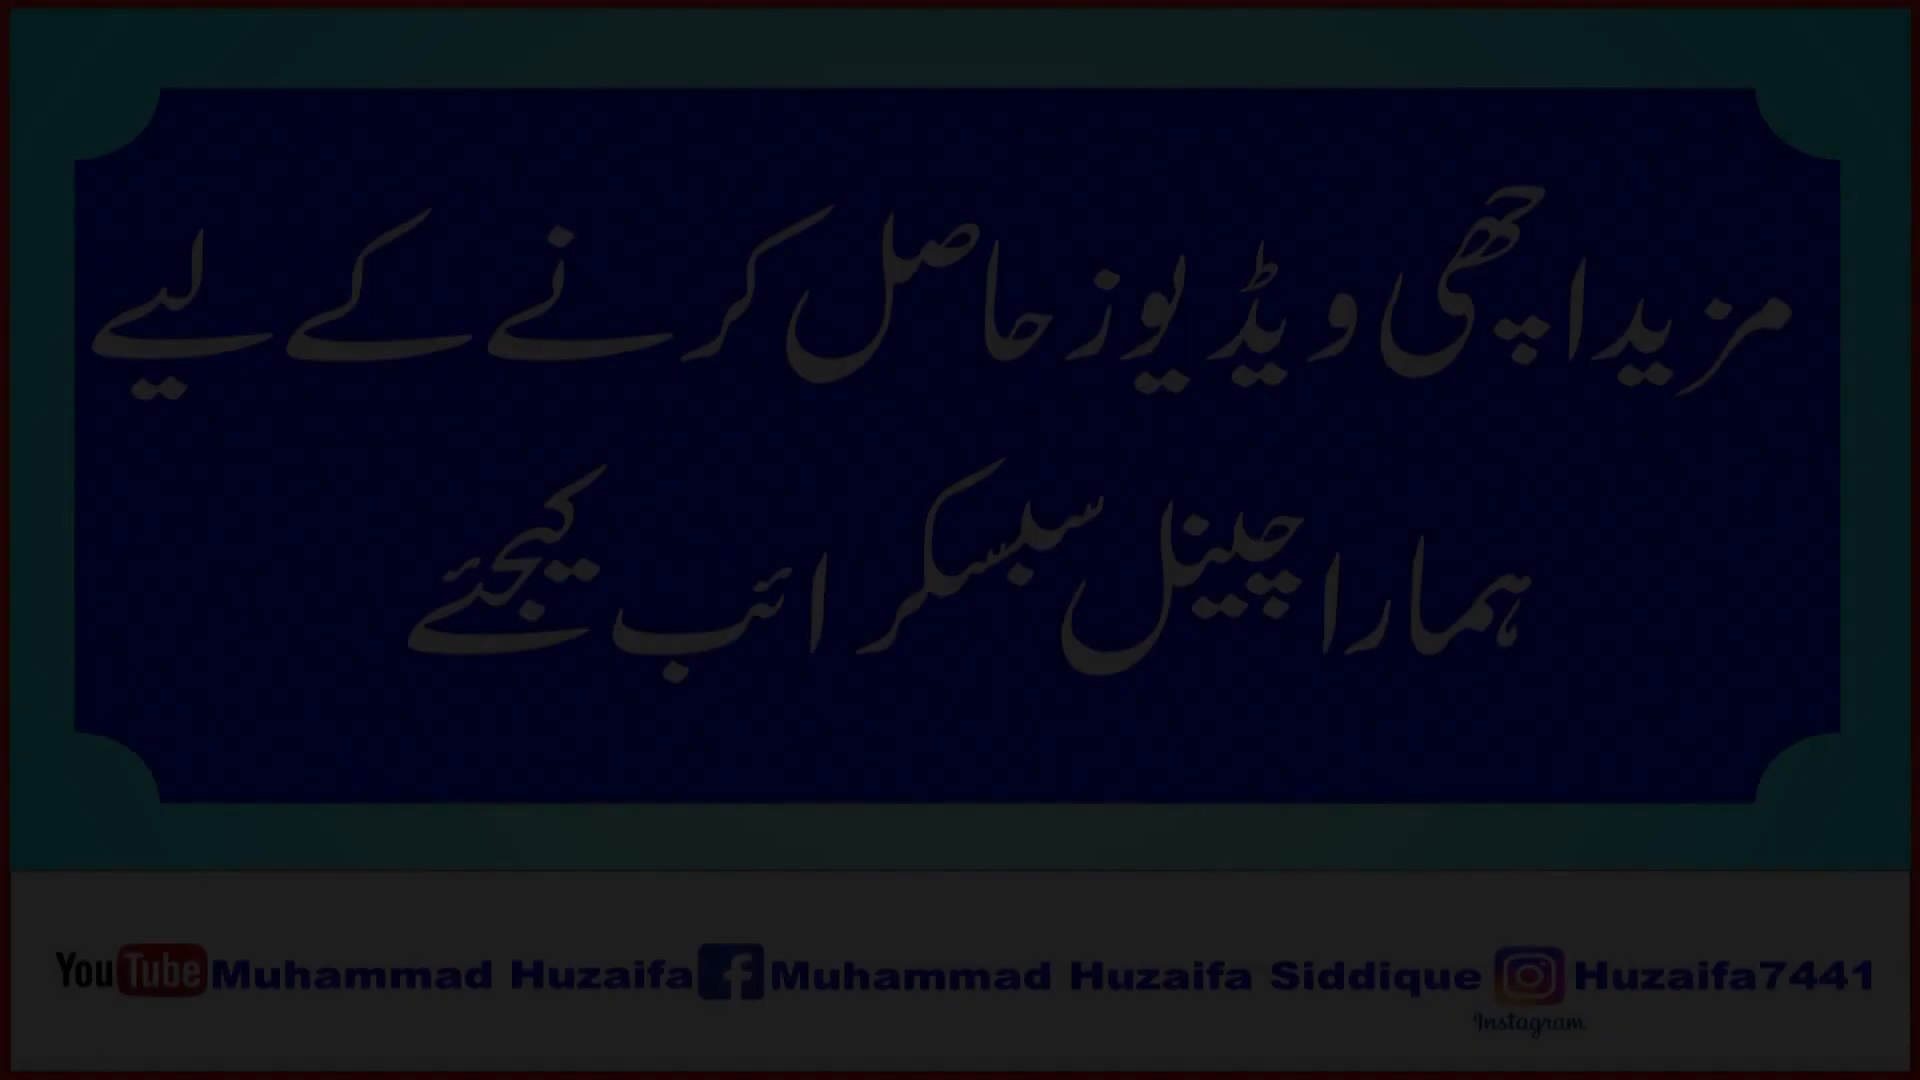 مزید اچھی ویڈیوز حاصل کرنے کے لیے
ہمارا چینل سبسکرائب کیجئے
YouTube Muhammad Huzaifa f Muhammad Huzaifa Siddique Huzaifa7441
Instagram